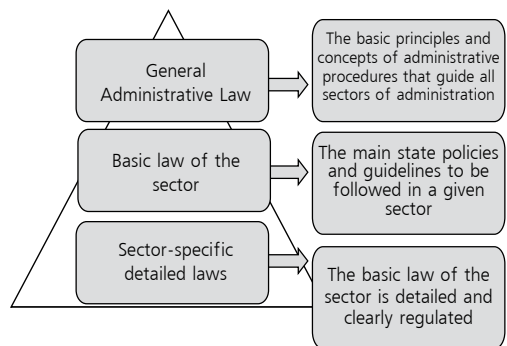 General
Administrative Law
The basic principles and
concepts of administrative
procedures that guide all
sectors of administration
Basic law of the
sector
The main state policies
and guidelines to be
followed in a given
sector
Sector-specific
detailed laws
The basic law of the
sector is detailed and
clearly regulated